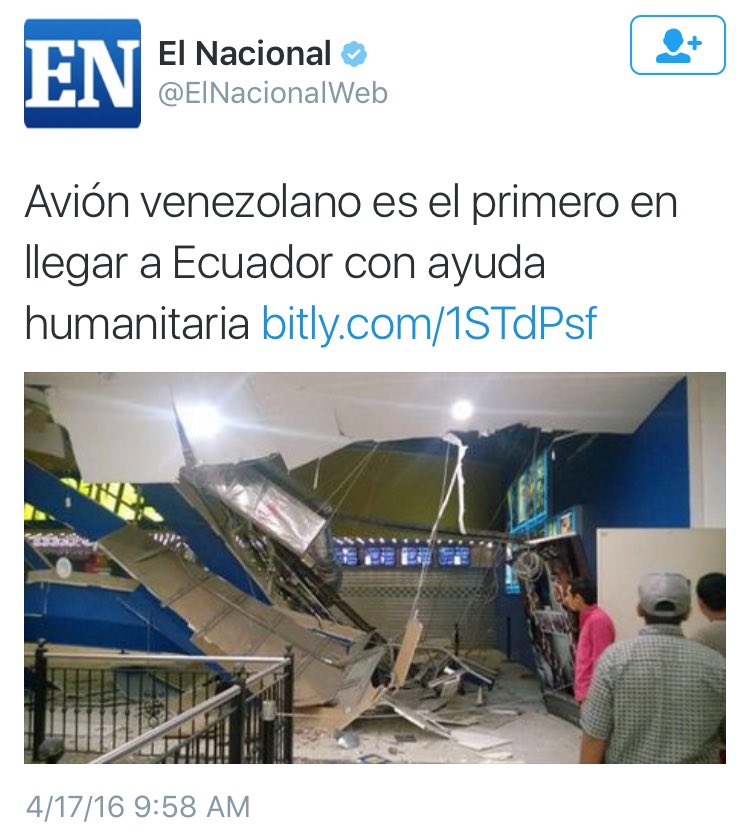 EN
El Nacional
@ElNacionalWeb
Avión venezolano es el primero en
llegar a Ecuador con ayuda
humanitaria bitly.com/1STdPsf
4/17/16 9:58 AM